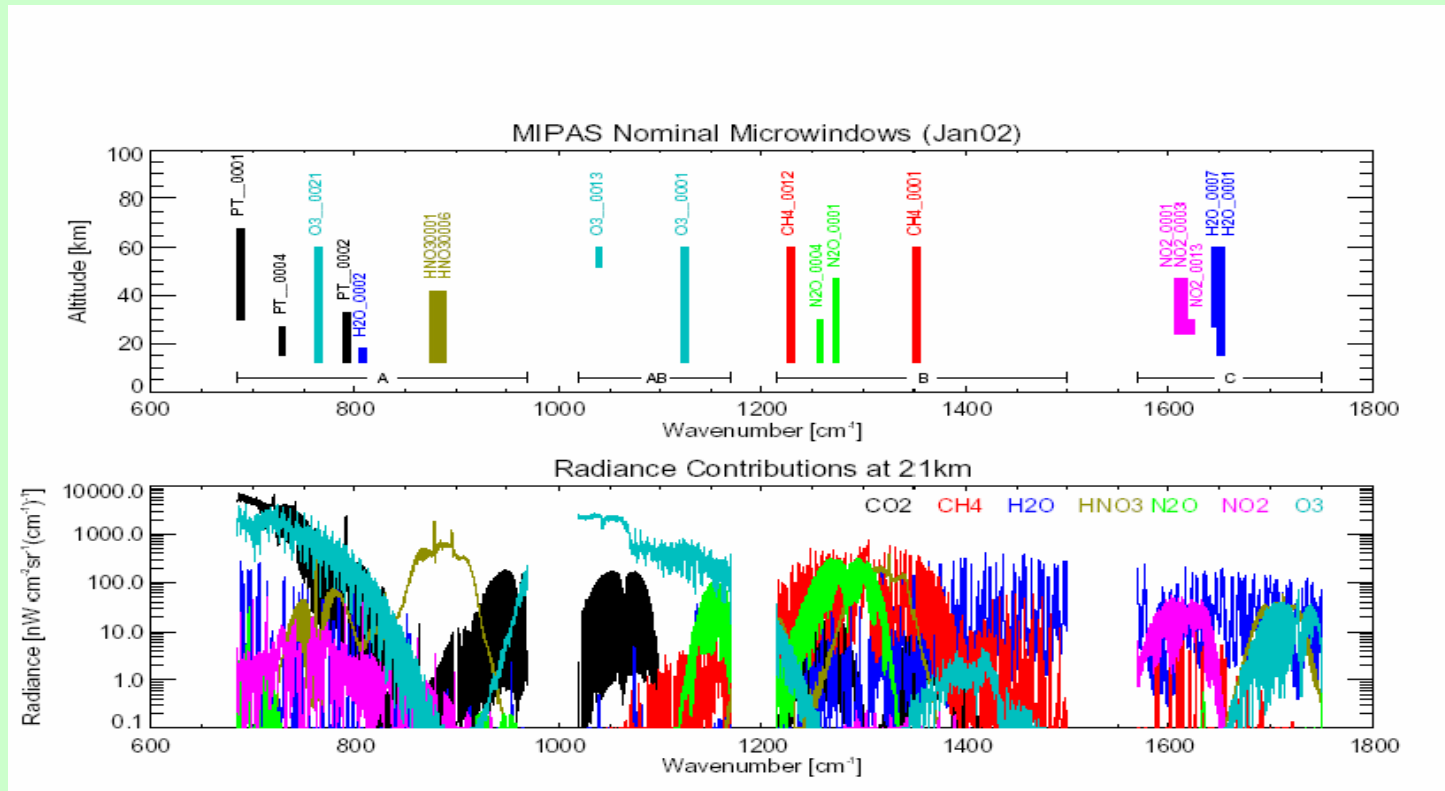 MIPAS Nominal Microwindows (Jan02)
Altitude [km]
100
80
60
40
20
0
PT__0001
PT__0004
O3__0021
PT__0002
H2O_0002
HNO30001
HNO30006
O3__0013
O3__0001
CH4_0012
N2O_0004
N2O_0001
CH4_0001
NO2_0001
NO2_0003
NO2_0013
H2O_0007
H2O_0001
A
AB
B
C
600 800 1000 1200 1400 1600 1800
Wavenumber [cm⁻¹]
Radiance Contributions at 21km
Radiance [nW cm⁻²sr⁻¹(cm⁻¹)⁻¹]
10000.0
1000.0
100.0
10.0
1.0
0.1
CO2 CH4 H2O HNO3 N2O NO2 O3
600 800 1000 1200 1400 1600 1800
Wavenumber [cm⁻¹]